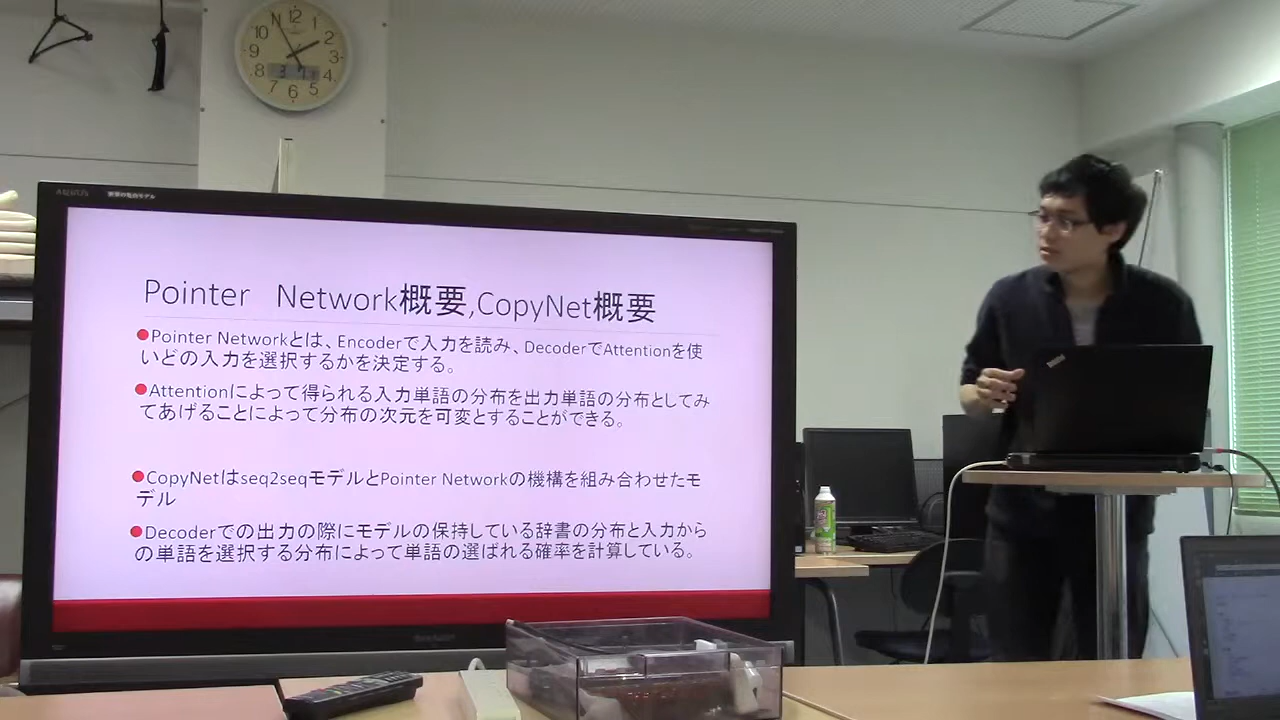 Pointer Network概要,CopyNet概要
●Pointer Networkとは、Encoderで入力を読み、DecoderでAttentionを使
いどの入力を選択するかを決定する。
●Attentionによって得られる入力単語の分布を出力単語の分布としてみ
てあげることによって分布の次元を可変とすることができる。
●CopyNetはseq2seqモデルとPointer Networkの機構を組み合わせたモ
デル
●Decoderでの出力の際にモデルの保持している辞書の分布と入力から
の単語を選択する分布によって単語の選ばれる確率を計算している。
12
1
2
3
4
5
6
7
8
9
10